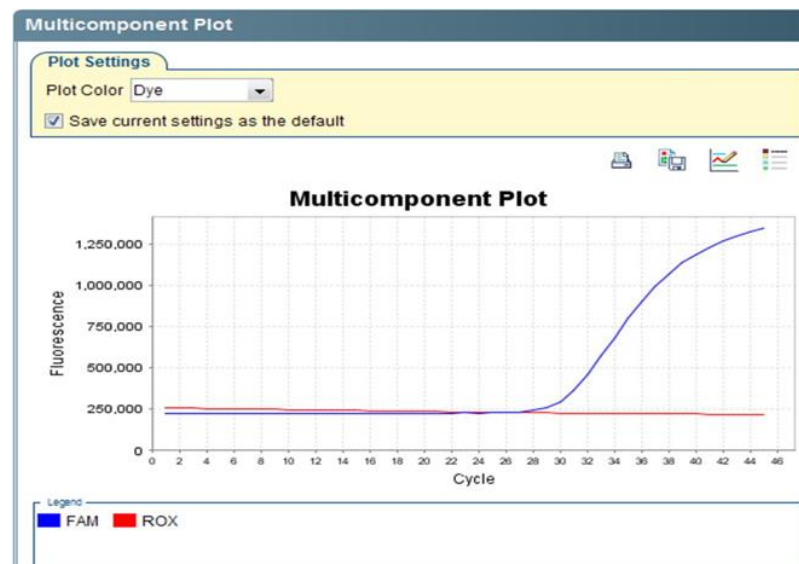 Multicomponent Plot
Plot Settings
Plot Color Dye
Save current settings as the default
Multicomponent Plot
1,250,000
1,000,000
750,000
500,000
250,000
0
Fluorescence
0 2 4 6 8 10 12 14 16 18 20 22 24 26 28 30 32 34 36 38 40 42 44 46
Cycle
Legend
FAM ROX